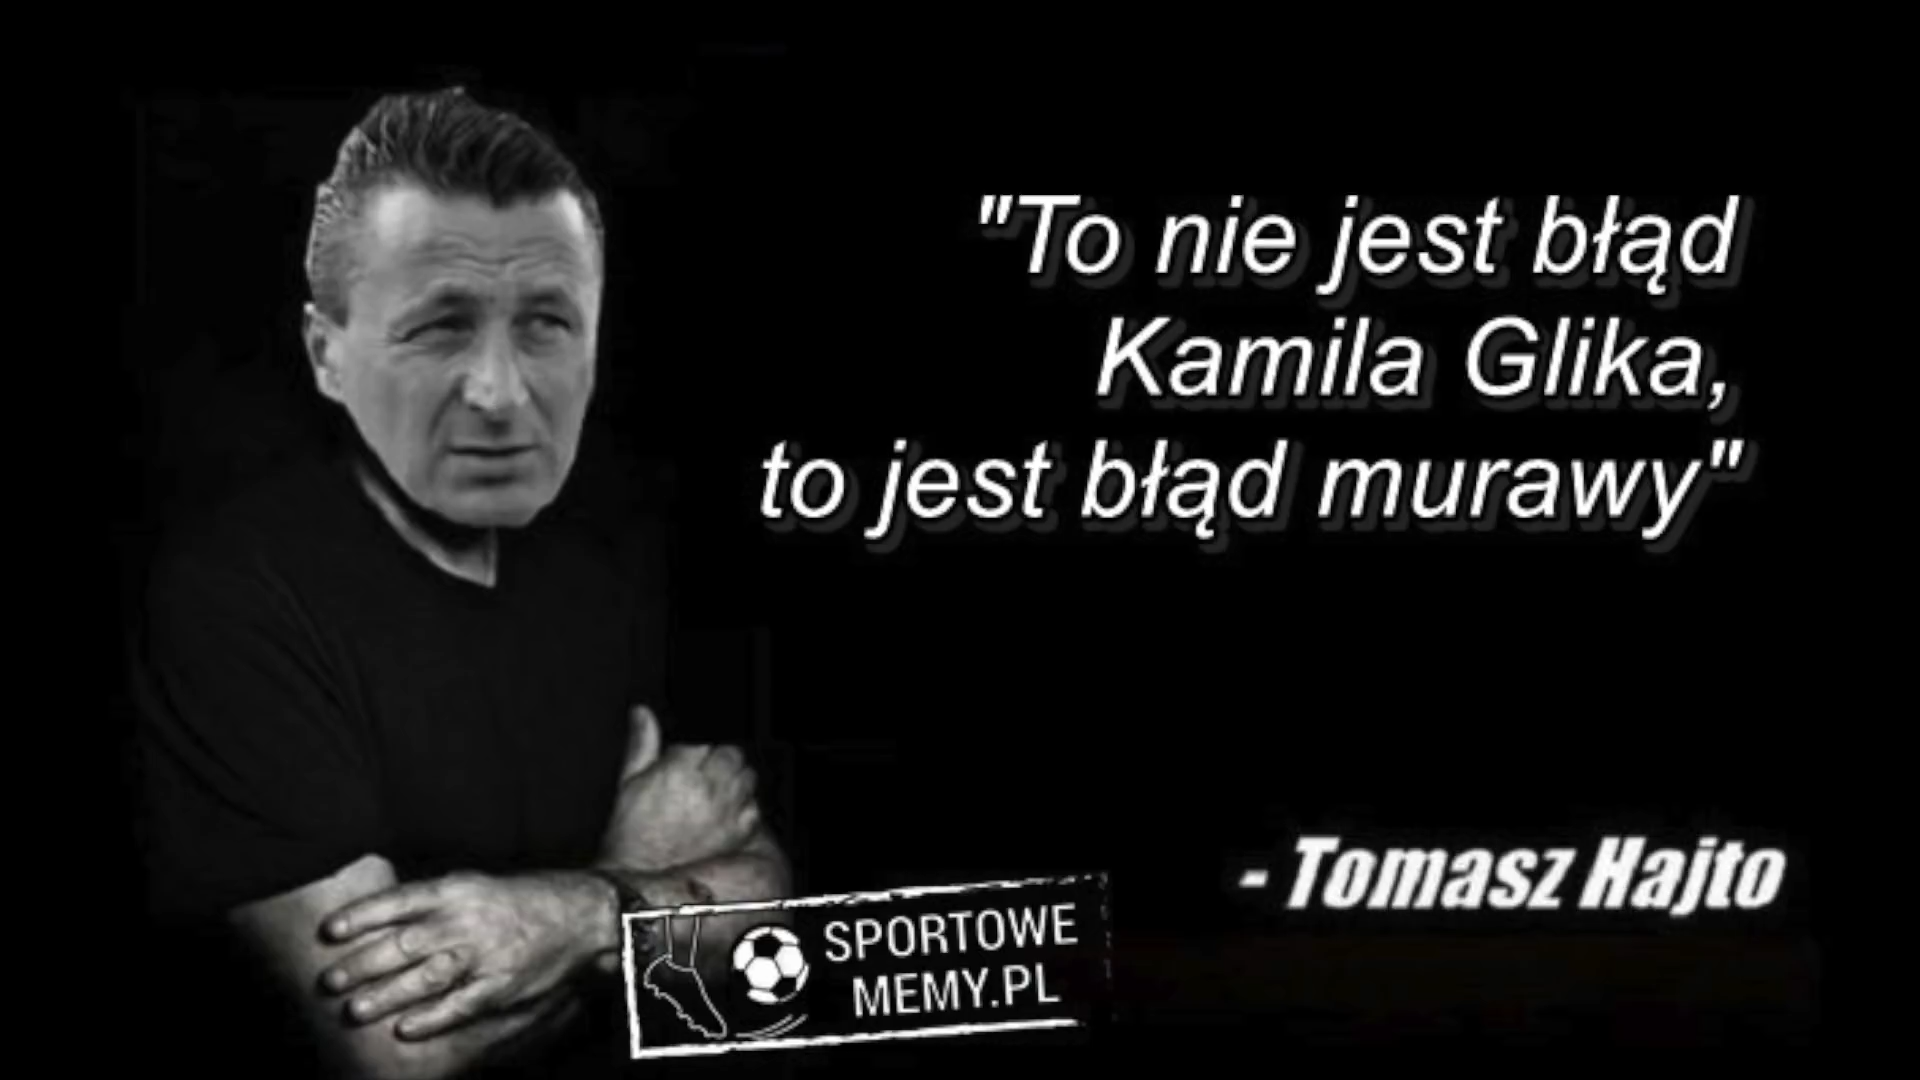 "To nie jest błąd
Kamila Glika,
to jest błąd murawy"
- Tomasz Hajto
SPORTOWE
MEMY.PL